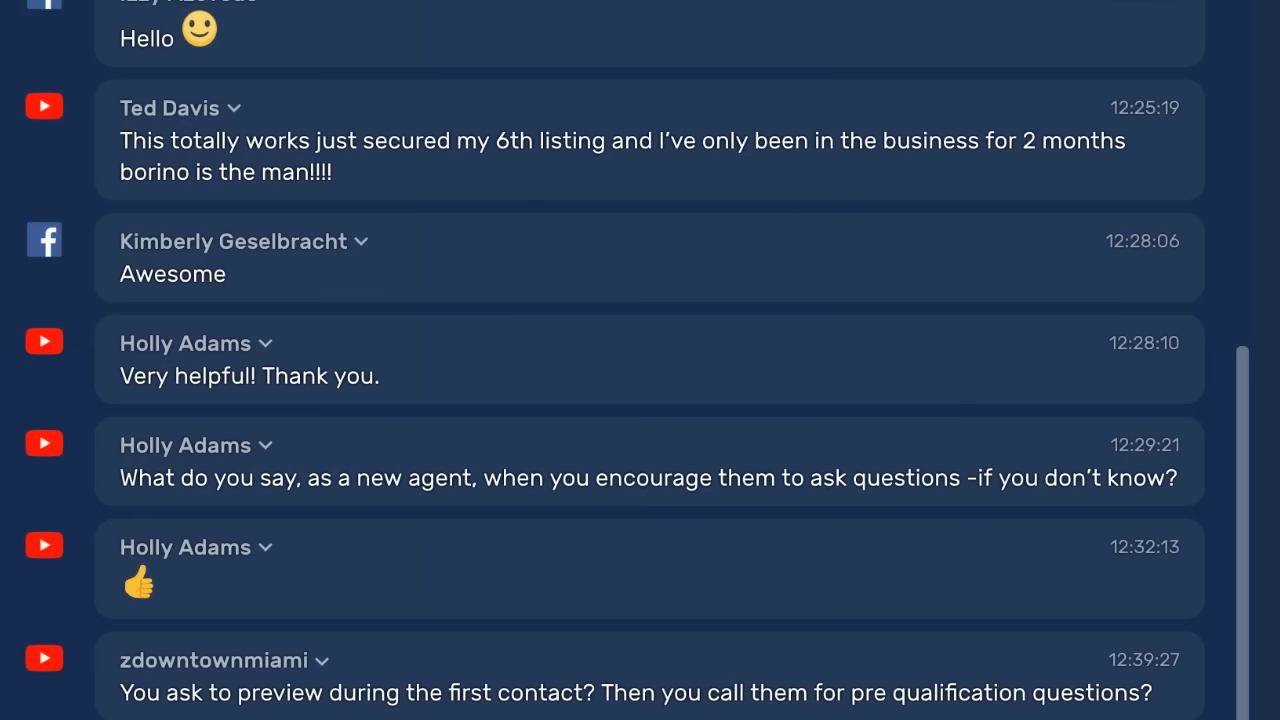 Hello
Ted Davis
12:25:19
This totally works just secured my 6th listing and I’ve only been in the business for 2 months
borino is the man!!!!
Kimberly Geselbracht
12:28:06
Awesome
Holly Adams
12:28:10
Very helpful! Thank you.
Holly Adams
12:29:21
What do you say, as a new agent, when you encourage them to ask questions -if you don’t know?
Holly Adams
12:32:13
zdowntownmiami
12:39:27
You ask to preview during the first contact? Then you call them for pre qualification questions?